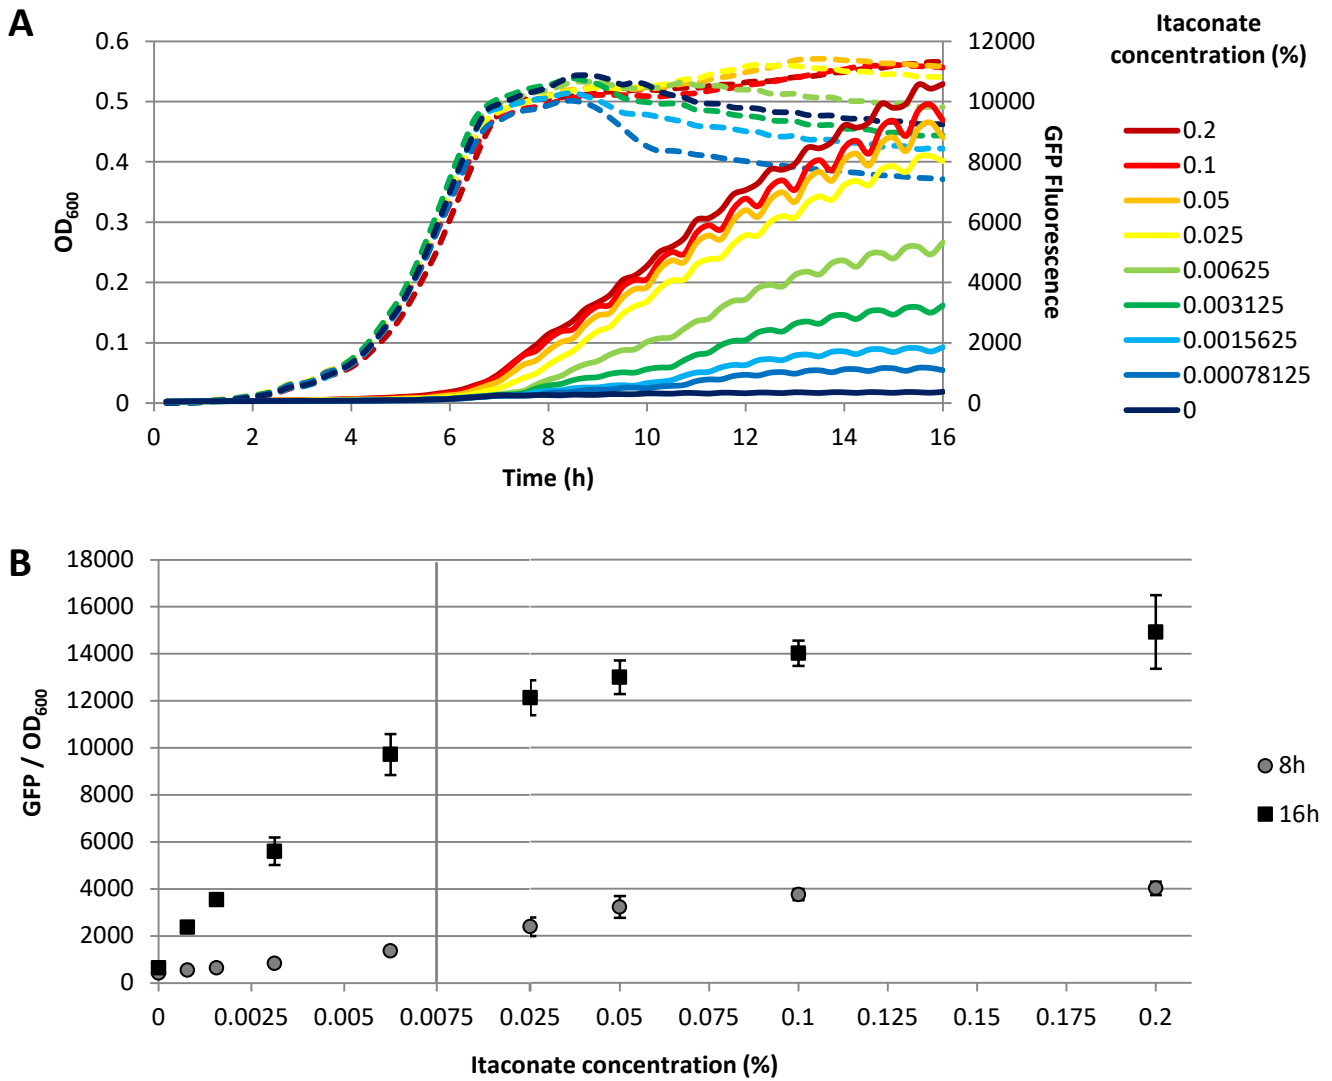 A
Itaconate
concentration (%)
0.6
0.5
0.4
0.3
0.2
0.1
0
OD600
12000
10000
8000
6000
4000
2000
0
GFP Fluorescence
0 2 4 6 8 10 12 14 16
Time (h)
0.2
0.1
0.05
0.025
0.00625
0.003125
0.0015625
0.00078125
0
B
18000
16000
14000
12000
10000
8000
6000
4000
2000
0
GFP / OD600
0 0.0025 0.005 0.0075 0.025 0.05 0.075 0.1 0.125 0.15 0.175 0.2
Itaconate concentration (%)
8h
16h